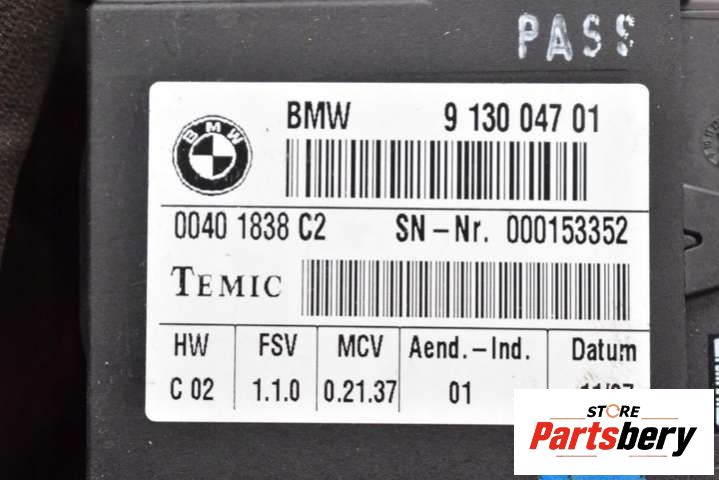 PASS
BMW 9 130 047 01
BMW
0040 1838 C2 SN-Nr. 000153352
TEMIC
HW FSV MCV Aend.-Ind. Datum
C 02 1.1.0 0.21.37 01
STORE
Partsbery